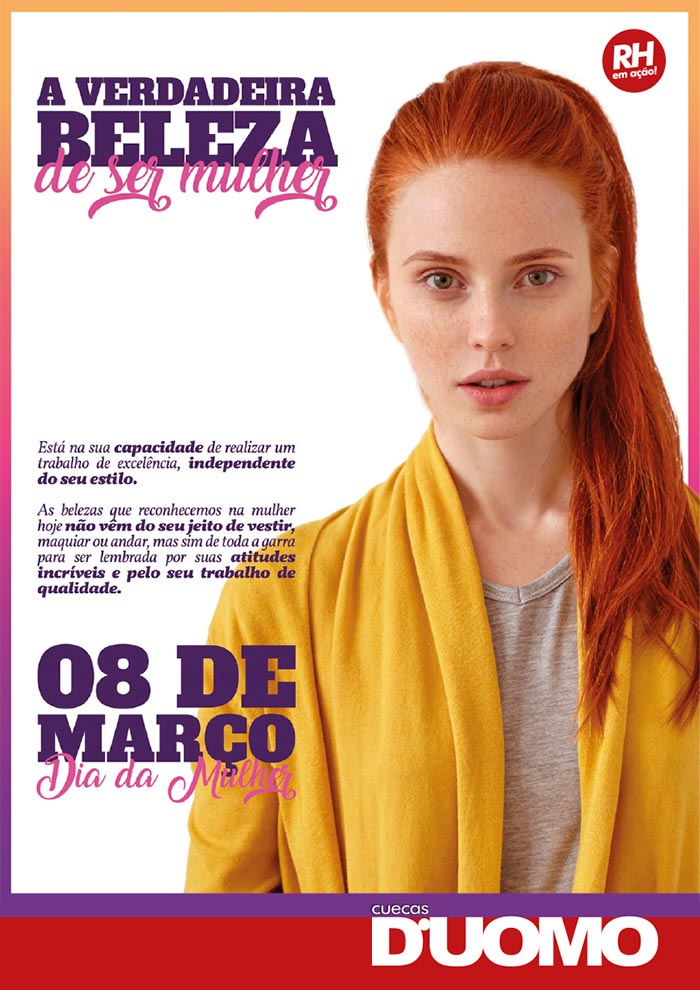 RH
em ação!
A VERDADEIRA
BELEZA
de ser mulher
Está na sua capacidade de realizar um
trabalho de excelência, independente
do seu estilo.
As belezas que reconhecemos na mulher
hoje não vêm do seu jeito de vestir,
maquiar ou andar, mas sim de toda a garra
para ser lembrada por suas atitudes
incríveis e pelo seu trabalho de
qualidade.
08 DE
MARÇO
Dia da Mulher
cuecas
D'UOMO